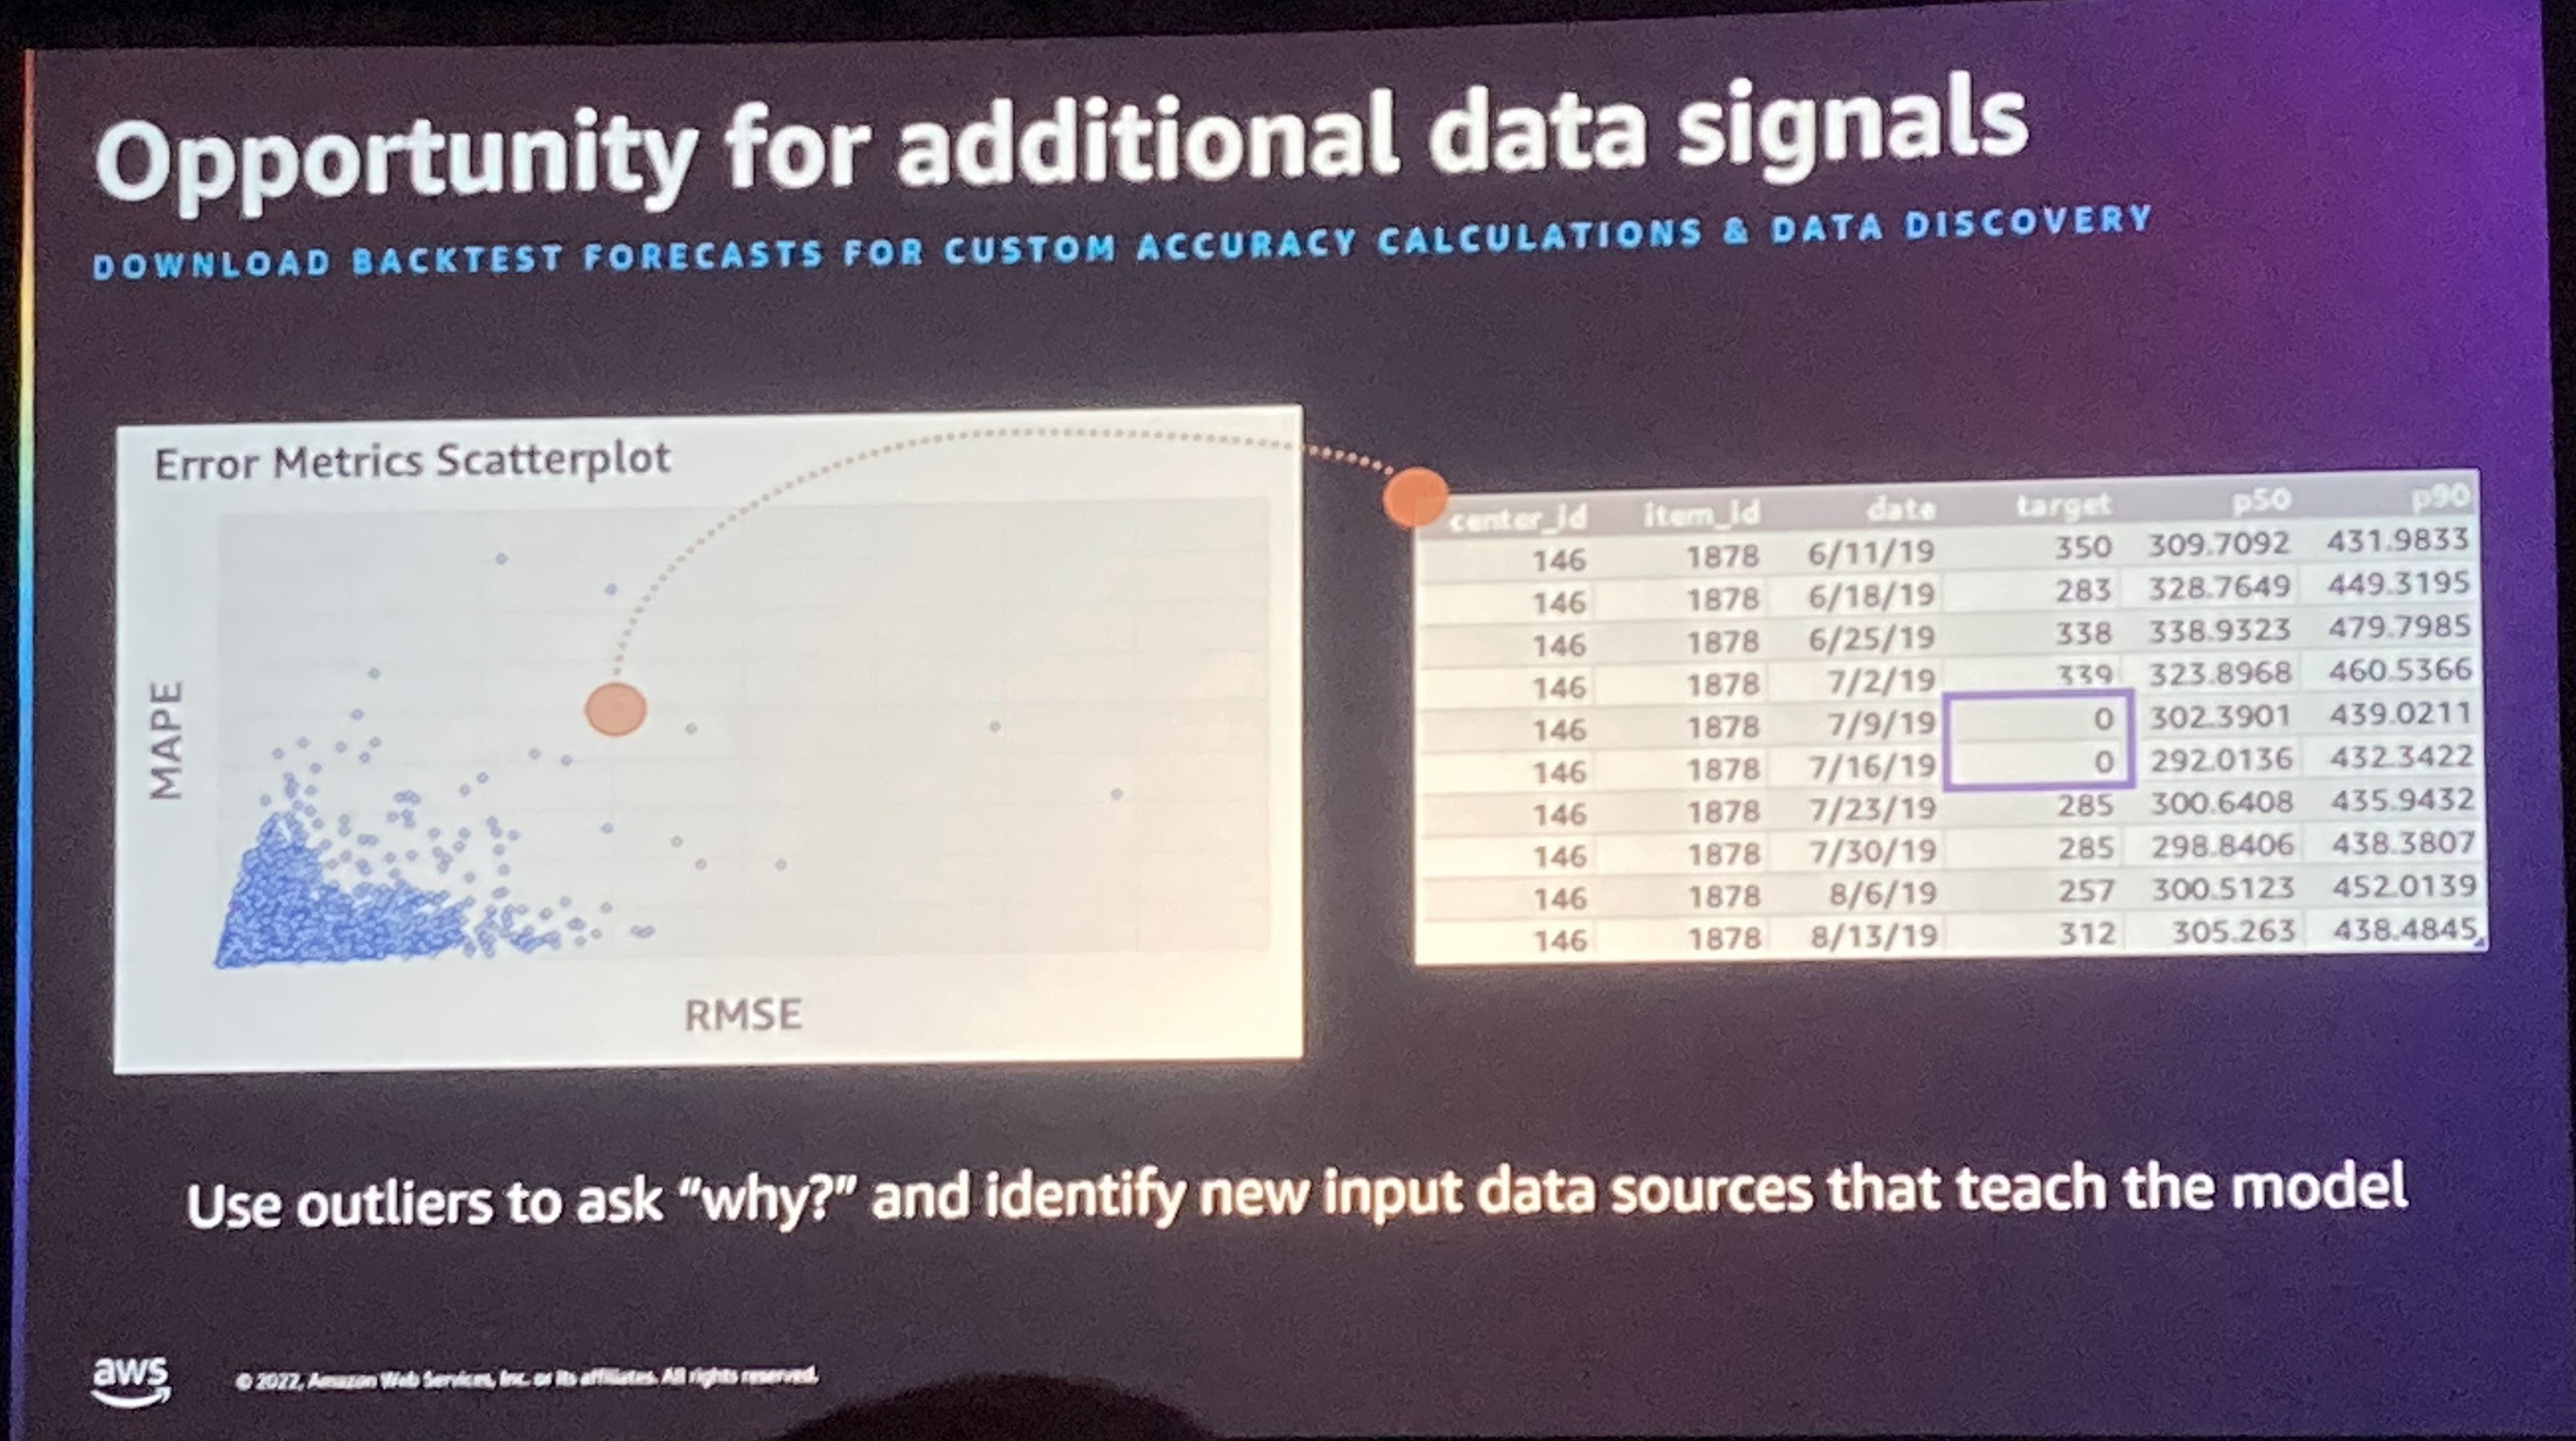 Opportunity for additional data signals
DOWNLOAD BACKTEST FORECASTS FOR CUSTOM ACCURACY CALCULATIONS & DATA DISCOVERY
Error Metrics Scatterplot
MAPE
RMSE
center_id item_id date target p50 p90
146 1878 6/11/19 350 309.7092 431.9833
146 1878 6/18/19 283 328.7649 449.3195
146 1878 6/25/19 338 338.9323 479.7985
146 1878 7/2/19 339 323.8968 460.5366
146 1878 7/9/19 0 302.3901 439.0211
146 1878 7/16/19 0 292.0136 432.3422
146 1878 7/23/19 285 300.6408 435.9432
146 1878 7/30/19 285 298.8406 438.3807
146 1878 8/6/19 257 300.5123 452.0139
146 1878 8/13/19 312 305.263 438.4845
Use outliers to ask “why?” and identify new input data sources that teach the model
aws
© 2022, Amazon Web Services, Inc. or its affiliates. All rights reserved.